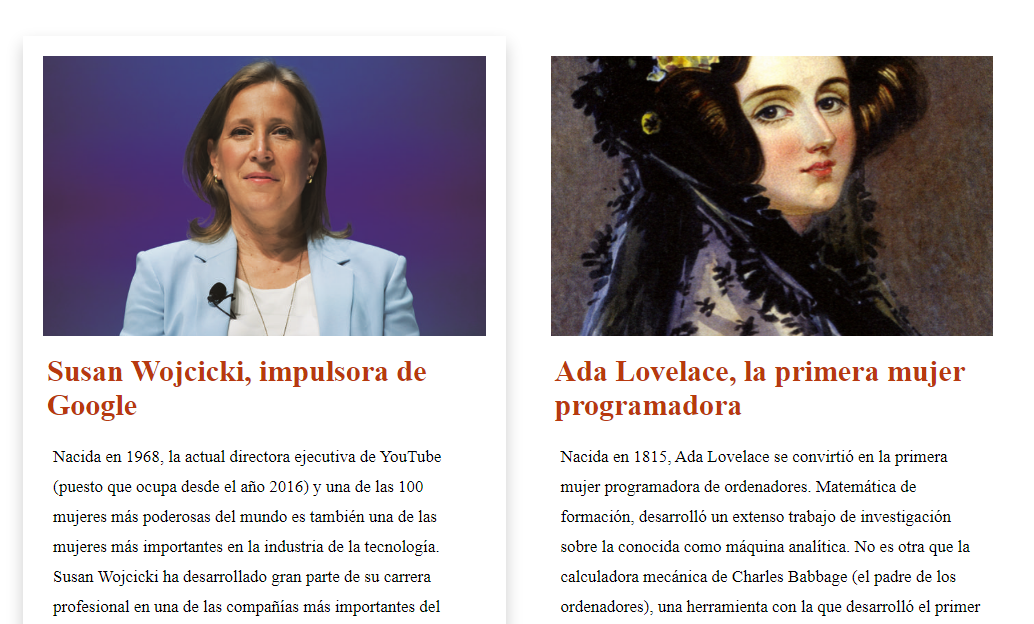 Susan Wojcicki, impulsora de
Google
Nacida en 1968, la actual directora ejecutiva de YouTube
(puesto que ocupa desde el año 2016) y una de las 100
mujeres más poderosas del mundo es también una de las
mujeres más importantes en la industria de la tecnología.
Susan Wojcicki ha desarrollado gran parte de su carrera
profesional en una de las compañías más importantes del
Ada Lovelace, la primera mujer
programadora
Nacida en 1815, Ada Lovelace se convirtió en la primera
mujer programadora de ordenadores. Matemática de
formación, desarrolló un extenso trabajo de investigación
sobre la conocida como máquina analítica. No es otra que la
calculadora mecánica de Charles Babbage (el padre de los
ordenadores), una herramienta con la que desarrolló el primer